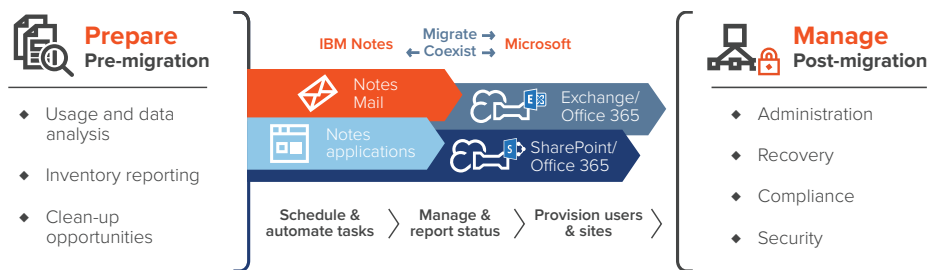 Prepare
Pre-migration
Usage and data
analysis
Inventory reporting
Clean-up
opportunities
IBM Notes
Migrate
Coexist
Microsoft
Notes
Mail
E
Exchange/
Office 365
Notes
applications
S
SharePoint/
Office 365
Schedule &
automate tasks
Manage &
report status
Provision users
& sites
Manage
Post-migration
Administration
Recovery
Compliance
Security